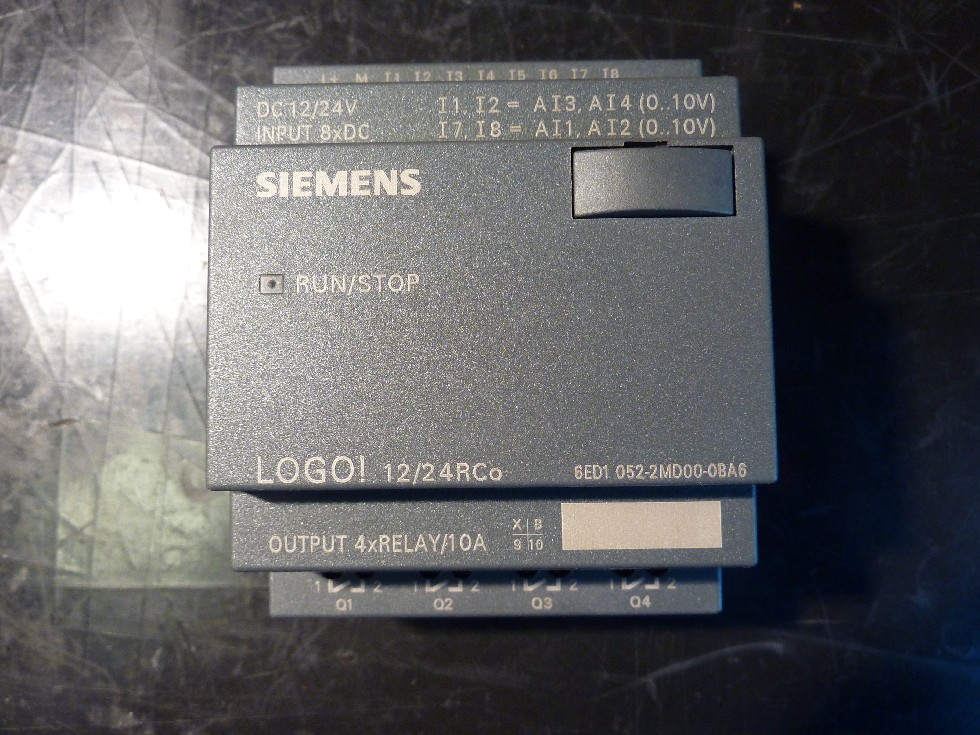 L+ M I1 I2 I3 I4 I5 I6 I7 I8
DC 12/24V I1, I2 = AI3, AI4 (0..10V)
INPUT 8xDC I7, I8 = AI1, AI2 (0..10V)
SIEMENS
RUN/STOP
LOGO! 12/24RCo 6ED1 052-2MD00-0BA6
OUTPUT 4xRELAY/10A
X B
9 10
1 2 1 2 1 2 1 2
Q1 Q2 Q3 Q4